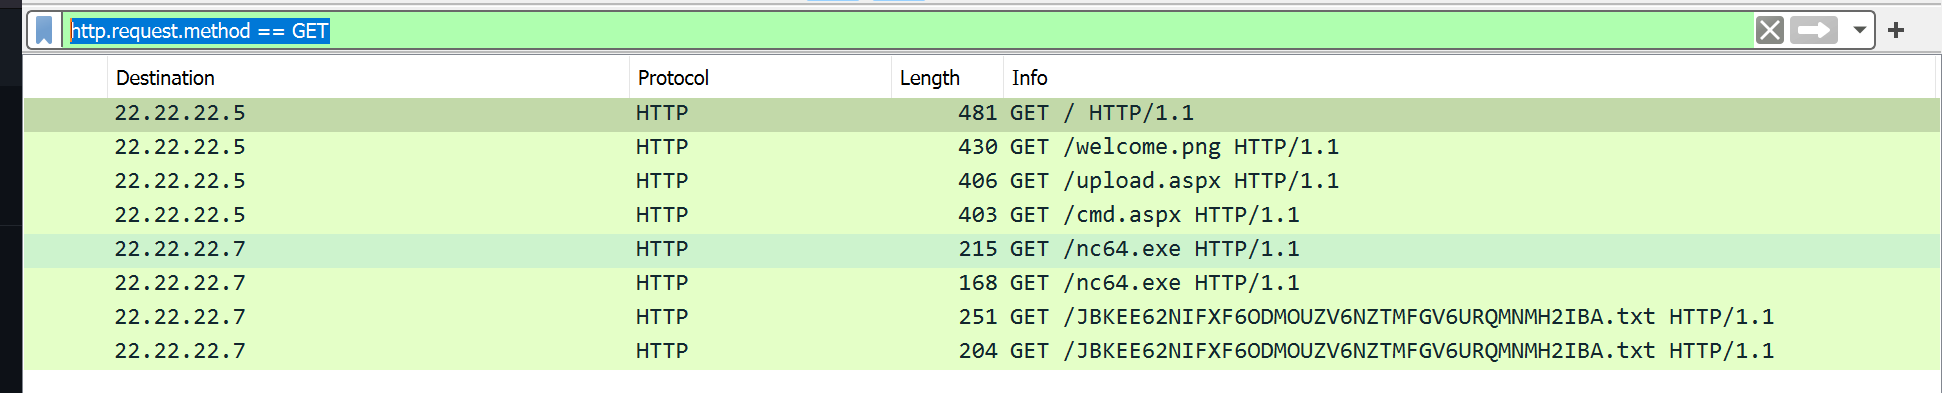 http.request.method == GET
Destination Protocol Length Info
22.22.22.5 HTTP 481 GET / HTTP/1.1
22.22.22.5 HTTP 430 GET /welcome.png HTTP/1.1
22.22.22.5 HTTP 406 GET /upload.aspx HTTP/1.1
22.22.22.5 HTTP 403 GET /cmd.aspx HTTP/1.1
22.22.22.7 HTTP 215 GET /nc64.exe HTTP/1.1
22.22.22.7 HTTP 168 GET /nc64.exe HTTP/1.1
22.22.22.7 HTTP 251 GET /JBKEE62NIFXF6ODMOUZV6NZTMFGV6URQMNMH2IBA.txt HTTP/1.1
22.22.22.7 HTTP 204 GET /JBKEE62NIFXF6ODMOUZV6NZTMFGV6URQMNMH2IBA.txt HTTP/1.1